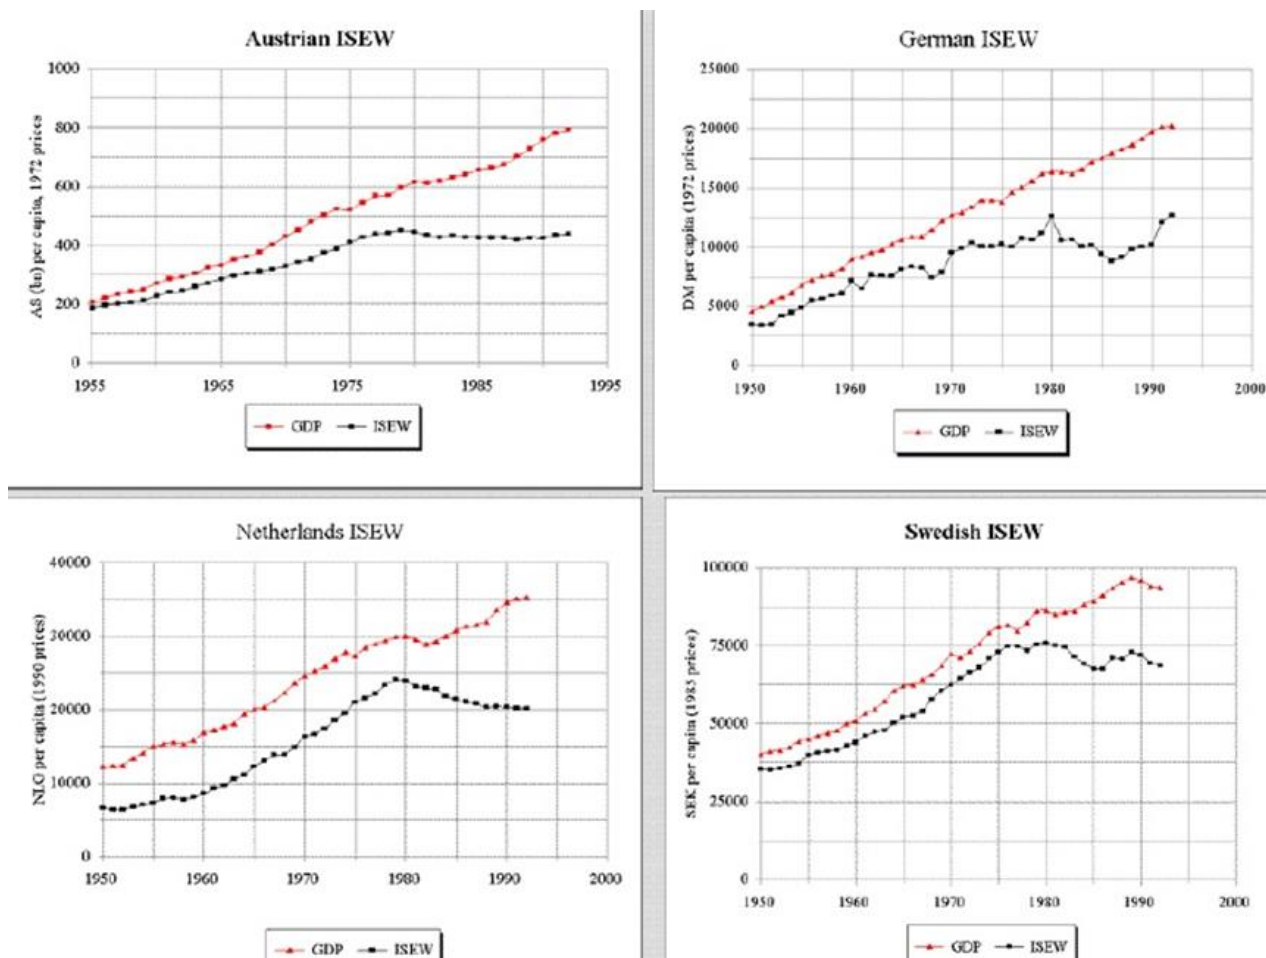 Austrian ISEW
AS (bn) per capita, 1972 prices
1000
800
600
400
200
0
1955 1965 1975 1985 1995
GDP ISEW
German ISEW
DM per capita (1972 prices)
25000
20000
15000
10000
5000
0
1950 1960 1970 1980 1990 2000
GDP ISEW
Netherlands ISEW
NLG per capita (1990 prices)
40000
30000
20000
10000
0
1950 1960 1970 1980 1990 2000
GDP ISEW
Swedish ISEW
SEK per capita (1985 prices)
100000
75000
50000
25000
0
1950 1960 1970 1980 1990 2000
GDP ISEW